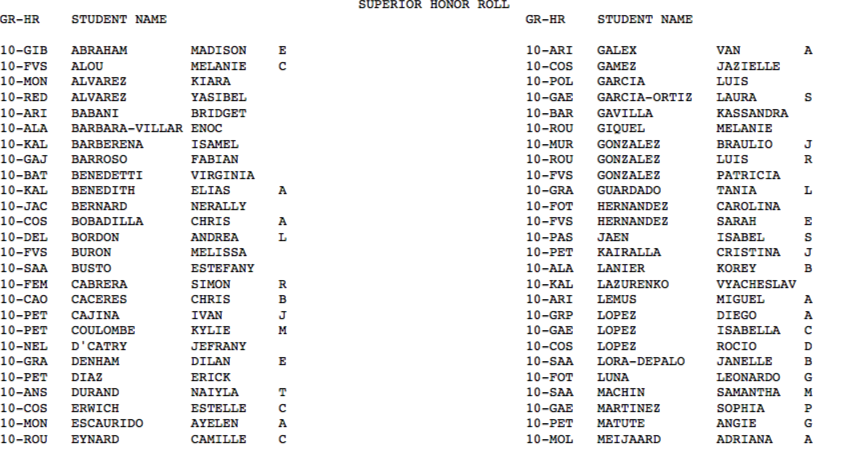 SUPERIOR HONOR ROLL
GR-HR STUDENT NAME
10-GIB ABRAHAM MADISON E
10-FVS ALOU MELANIE C
10-MON ALVAREZ KIARA
10-RED ALVAREZ YASIBEL
10-ARI BABANI BRIDGET
10-ALA BARBARA-VILLAR ENOC
10-KAL BARBERENA ISAMEL
10-GAJ BARROSO FABIAN
10-BAT BENEDETTI VIRGINIA
10-KAL BENEDITH ELIAS A
10-JAC BERNARD NERALLY
10-COS BOBADILLA CHRIS A
10-DEL BORDON ANDREA L
10-FVS BURON MELISSA
10-SAA BUSTO ESTEFANY
10-FEM CABRERA SIMON R
10-CAO CACERES CHRIS B
10-PET CAJINA IVAN J
10-PET COULOMBE KYLIE M
10-NEL D'CATRY JEFRANY
10-GRA DENHAM DILAN E
10-PET DIAZ ERICK
10-ANS DURAND NAIYLA T
10-COS ERWICH ESTELLE C
10-MON ESCAURIDO AYELEN A
10-ROU EYNARD CAMILLE C
GR-HR STUDENT NAME
10-ARI GALEX VAN A
10-COS GAMEZ JAZIELLE
10-POL GARCIA LUIS
10-GAE GARCIA-ORTIZ LAURA S
10-BAR GAVILLA KASSANDRA
10-ROU GIQUEL MELANIE
10-MUR GONZALEZ BRAULIO J
10-ROU GONZALEZ LUIS R
10-FVS GONZALEZ PATRICIA
10-GRA GUARDADO TANIA L
10-FOT HERNANDEZ CAROLINA
10-FVS HERNANDEZ SARAH E
10-PAS JAEN ISABEL S
10-PET KAIRALLA CRISTINA J
10-ALA LANIER KOREY B
10-KAL LAZURENKO VYACHESLAV
10-ARI LEMUS MIGUEL A
10-GRP LOPEZ DIEGO A
10-GAE LOPEZ ISABELLA C
10-COS LOPEZ ROCIO D
10-SAA LORA-DEPALO JANELLE B
10-FOT LUNA LEONARDO G
10-SAA MACHIN SAMANTHA M
10-GAE MARTINEZ SOPHIA P
10-PET MATUTE ANGIE G
10-MOL MEIJAARD ADRIANA A